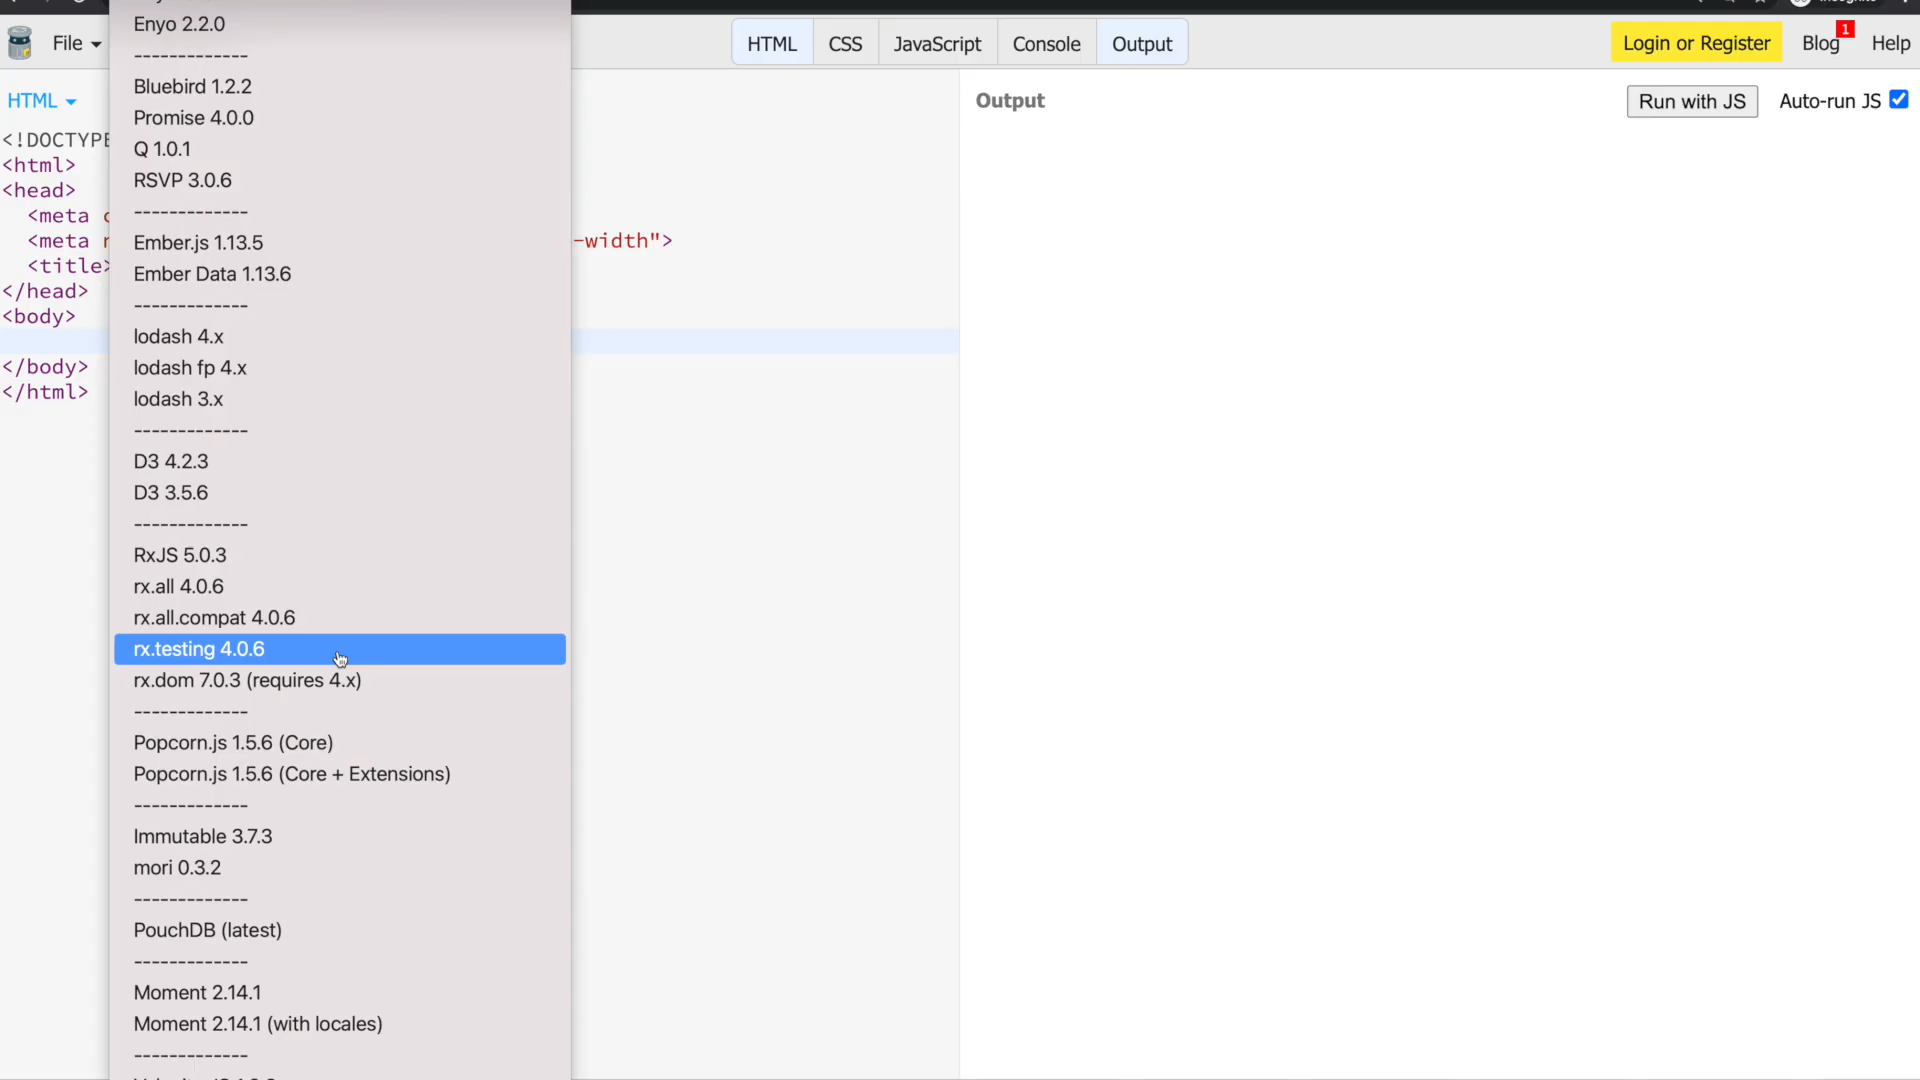 File
HTML
CSS
JavaScript
Console
Output
Login or Register
Blog
1
Help
HTML
Output
Run with JS
Auto-run JS
<!DOCTYPE
<html>
<head>
<meta
<meta
-width">
<title>
</head>
<body>
</body>
</html>
Enyo 2.2.0
-------------
Bluebird 1.2.2
Promise 4.0.0
Q 1.0.1
RSVP 3.0.6
-------------
Ember.js 1.13.5
Ember Data 1.13.6
-------------
lodash 4.x
lodash fp 4.x
lodash 3.x
-------------
D3 4.2.3
D3 3.5.6
-------------
RxJS 5.0.3
rx.all 4.0.6
rx.all.compat 4.0.6
rx.testing 4.0.6
rx.dom 7.0.3 (requires 4.x)
-------------
Popcorn.js 1.5.6 (Core)
Popcorn.js 1.5.6 (Core + Extensions)
-------------
Immutable 3.7.3
mori 0.3.2
-------------
PouchDB (latest)
-------------
Moment 2.14.1
Moment 2.14.1 (with locales)
-------------